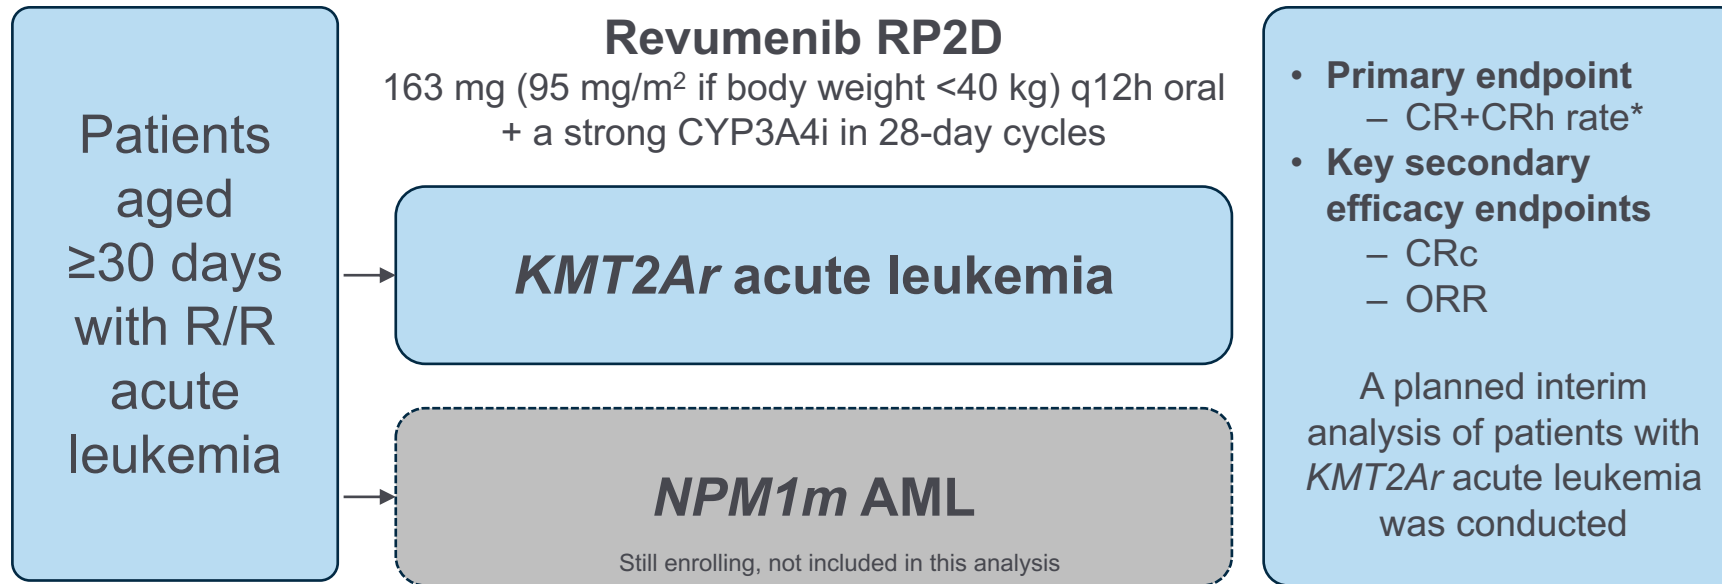 Patients
aged
≥30 days
with R/R
acute
leukemia
Revumenib RP2D
163 mg (95 mg/m² if body weight <40 kg) q12h oral
+ a strong CYP3A4i in 28-day cycles
KMT2Ar acute leukemia
NPM1m AML
Still enrolling, not included in this analysis
• Primary endpoint
– CR+CRh rate*
• Key secondary
efficacy endpoints
– CRc
– ORR
A planned interim
analysis of patients with
KMT2Ar acute leukemia
was conducted